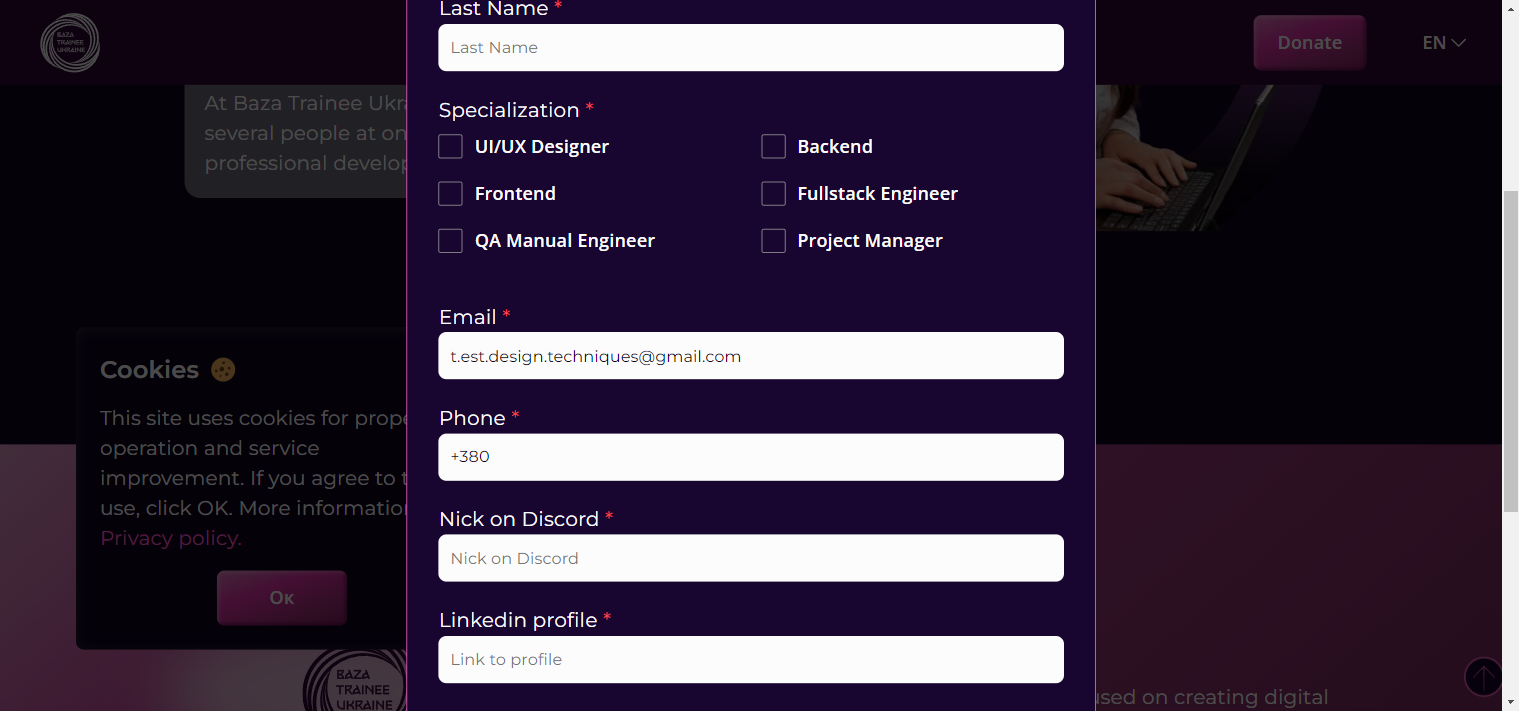 BAZA
TRAINEE
UKRAINE
Donate
EN
At Baza Trainee Ukra
several people at on
professional develop
Last Name *
Last Name
Specialization *
UI/UX Designer
Backend
Frontend
Fullstack Engineer
QA Manual Engineer
Project Manager
Email *
t.est.design.techniques@gmail.com
Phone *
+380
Nick on Discord *
Nick on Discord
Linkedin profile *
Link to profile
Cookies
This site uses cookies for prope
operation and service
improvement. If you agree to t
use, click OK. More information
Privacy policy.
Ок
BAZA
TRAINEE
UKRAINE
used on creating digital